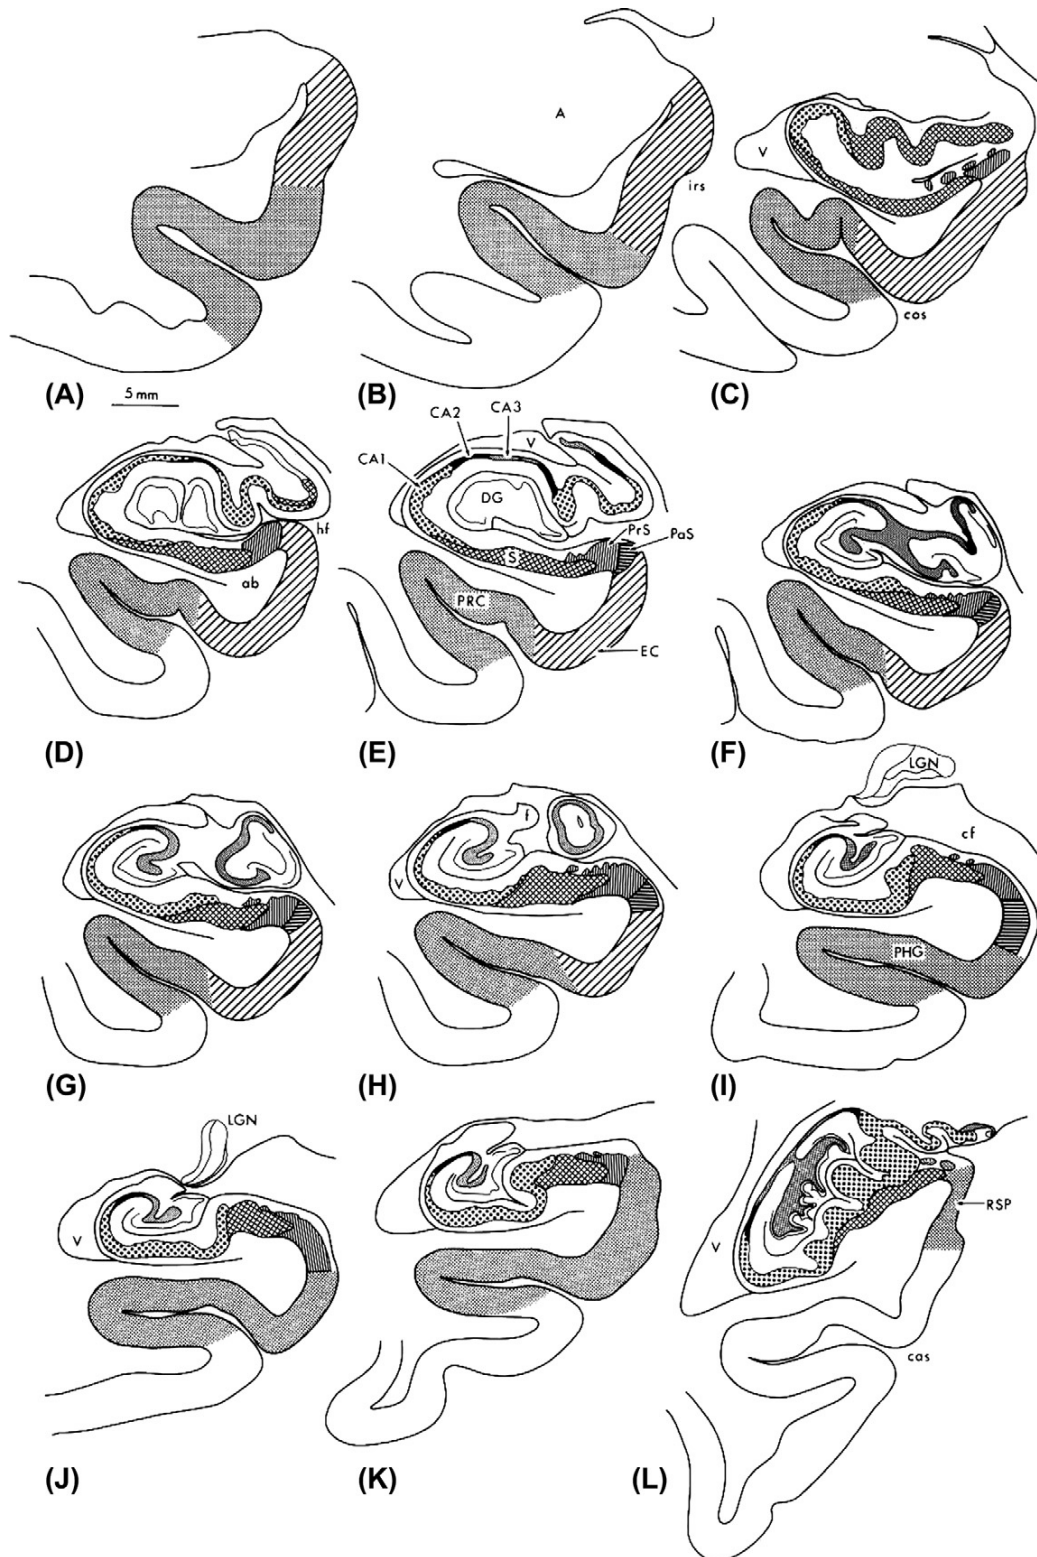 A
irs
V
cos
(A)
(B)
(C)
5 mm
CA2
CA3
V
CA1
DG
hf
PrS
PaS
S
ab
PRC
EC
(D)
(E)
(F)
LGN
f
cf
V
PHG
(G)
(H)
(I)
LGN
RSP
V
V
cas
(J)
(K)
(L)